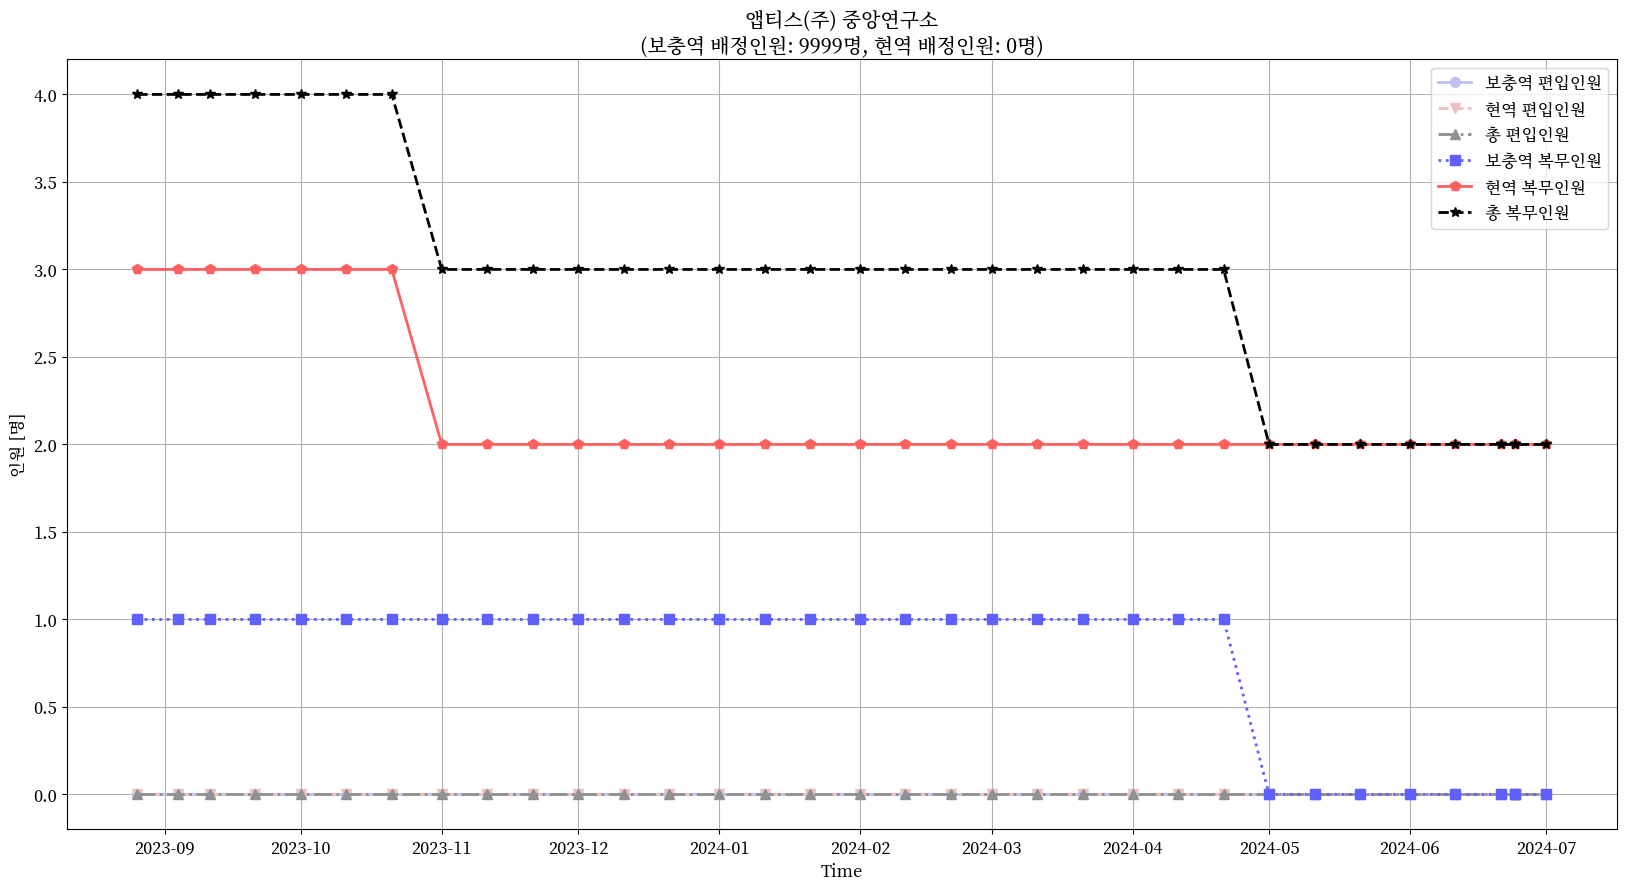 앱티스(주) 중앙연구소
(보충역 배정인원: 9999명, 현역 배정인원: 0명)
보충역 편입인원
현역 편입인원
총 편입인원
보충역 복무인원
현역 복무인원
총 복무인원
인원 [명]
4.0
3.5
3.0
2.5
2.0
1.5
1.0
0.5
0.0
2023-09 2023-10 2023-11 2023-12 2024-01 2024-02 2024-03 2024-04 2024-05 2024-06 2024-07
Time